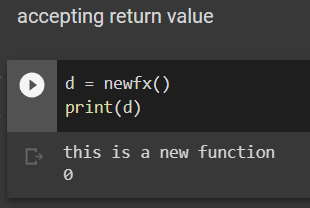 accepting return value
d = newfx()
print(d)
this is a new function
0